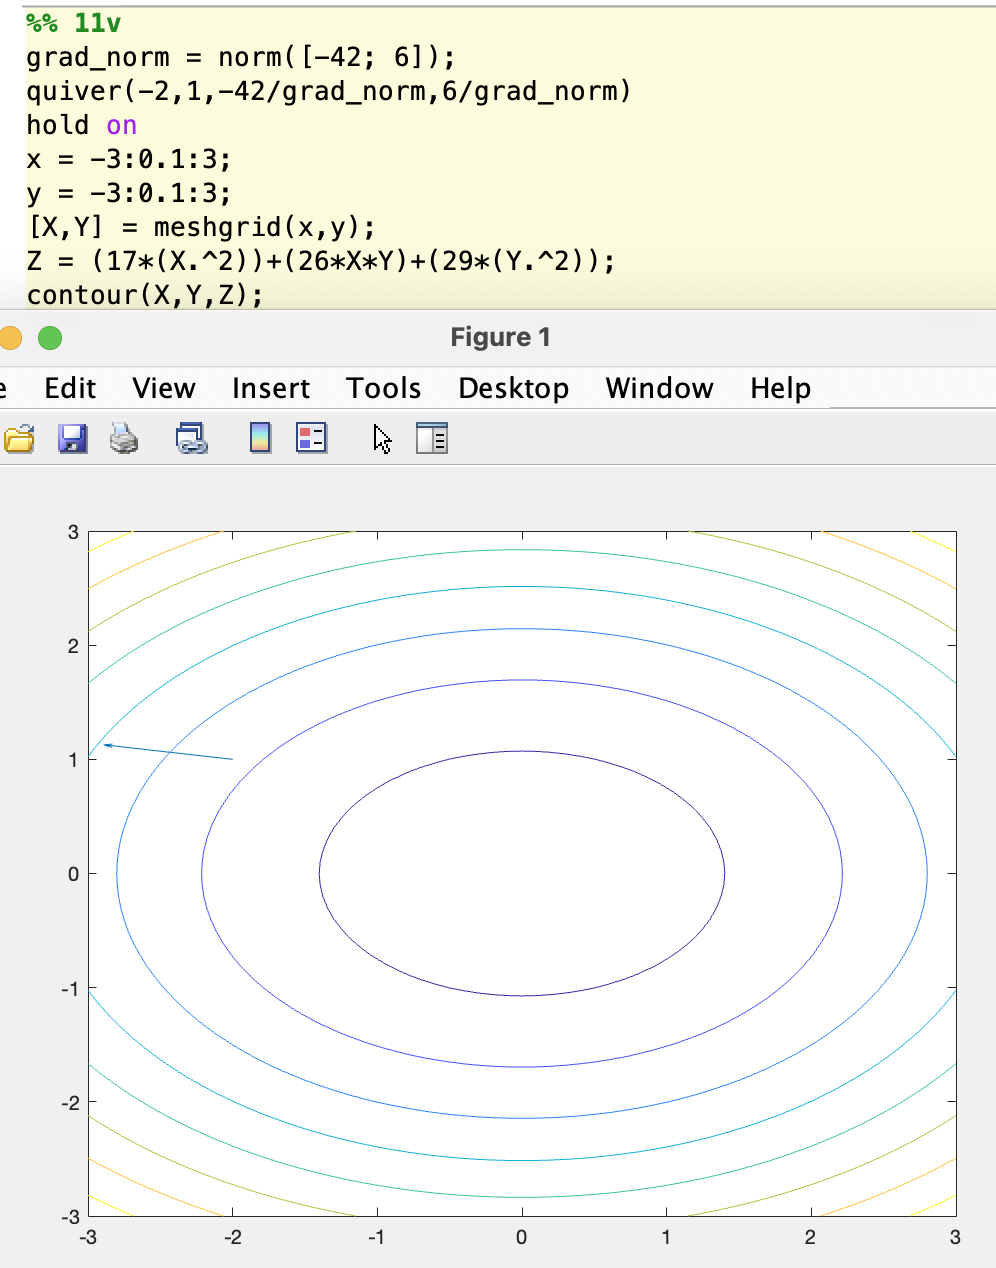 %% 11v
grad_norm = norm([-42; 6]);
quiver(-2,1,-42/grad_norm,6/grad_norm)
hold on
x = -3:0.1:3;
y = -3:0.1:3;
[X,Y] = meshgrid(x,y);
Z = (17*(X.^2))+(26*X*Y)+(29*(Y.^2));
contour(X,Y,Z);
Figure 1
e Edit View Insert Tools Desktop Window Help
3
2
1
0
-1
-2
-3
-3 -2 -1 0 1 2 3